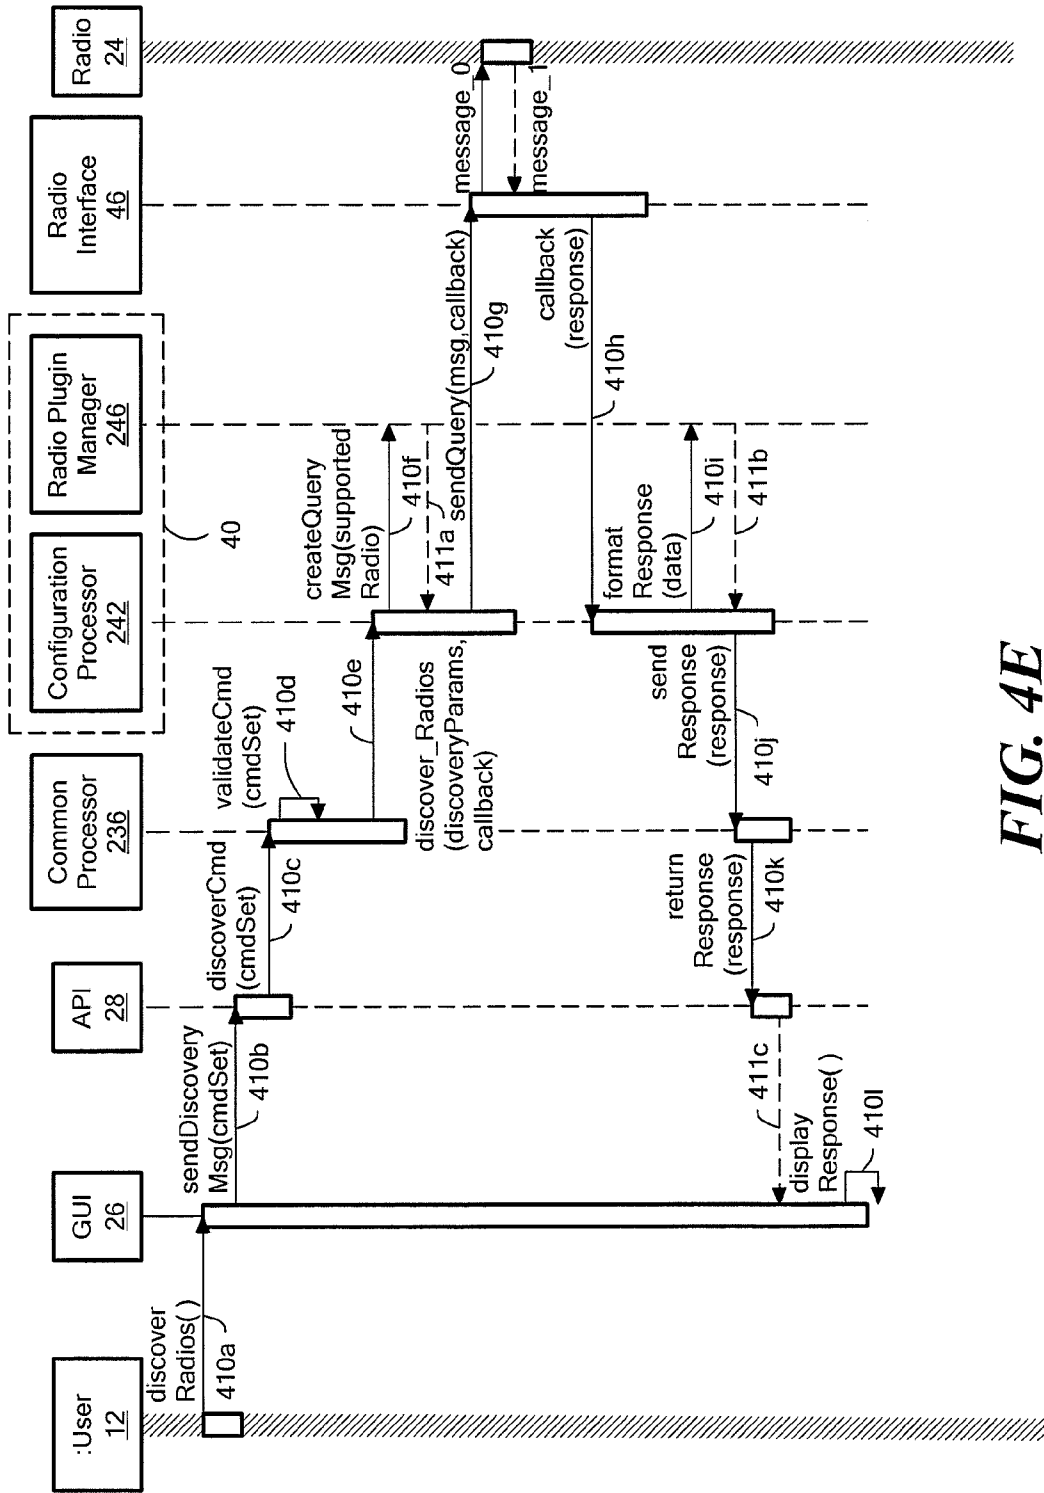 :User
12
GUI
26
API
28
Common
Processor
236
Configuration
Processor
242
Radio Plugin
Manager
246
Radio
Interface
46
Radio
24
40
discover
Radios( )
410a
sendDiscovery
Msg(cmdSet)
410b
discoverCmd
(cmdSet)
410c
validateCmd
(cmdSet)
410d
410e
discover_Radios
(discoveryParams,
callback)
createQuery
Msg(supported
Radio)
410f
411a
sendQuery(msg,callback)
410g
message_0
message_1
callback
(response)
410h
format
Response
(data)
410i
411b
send
Response
(response)
410j
return
Response
(response)
410k
411c
display
Response( )
410l
FIG. 4E